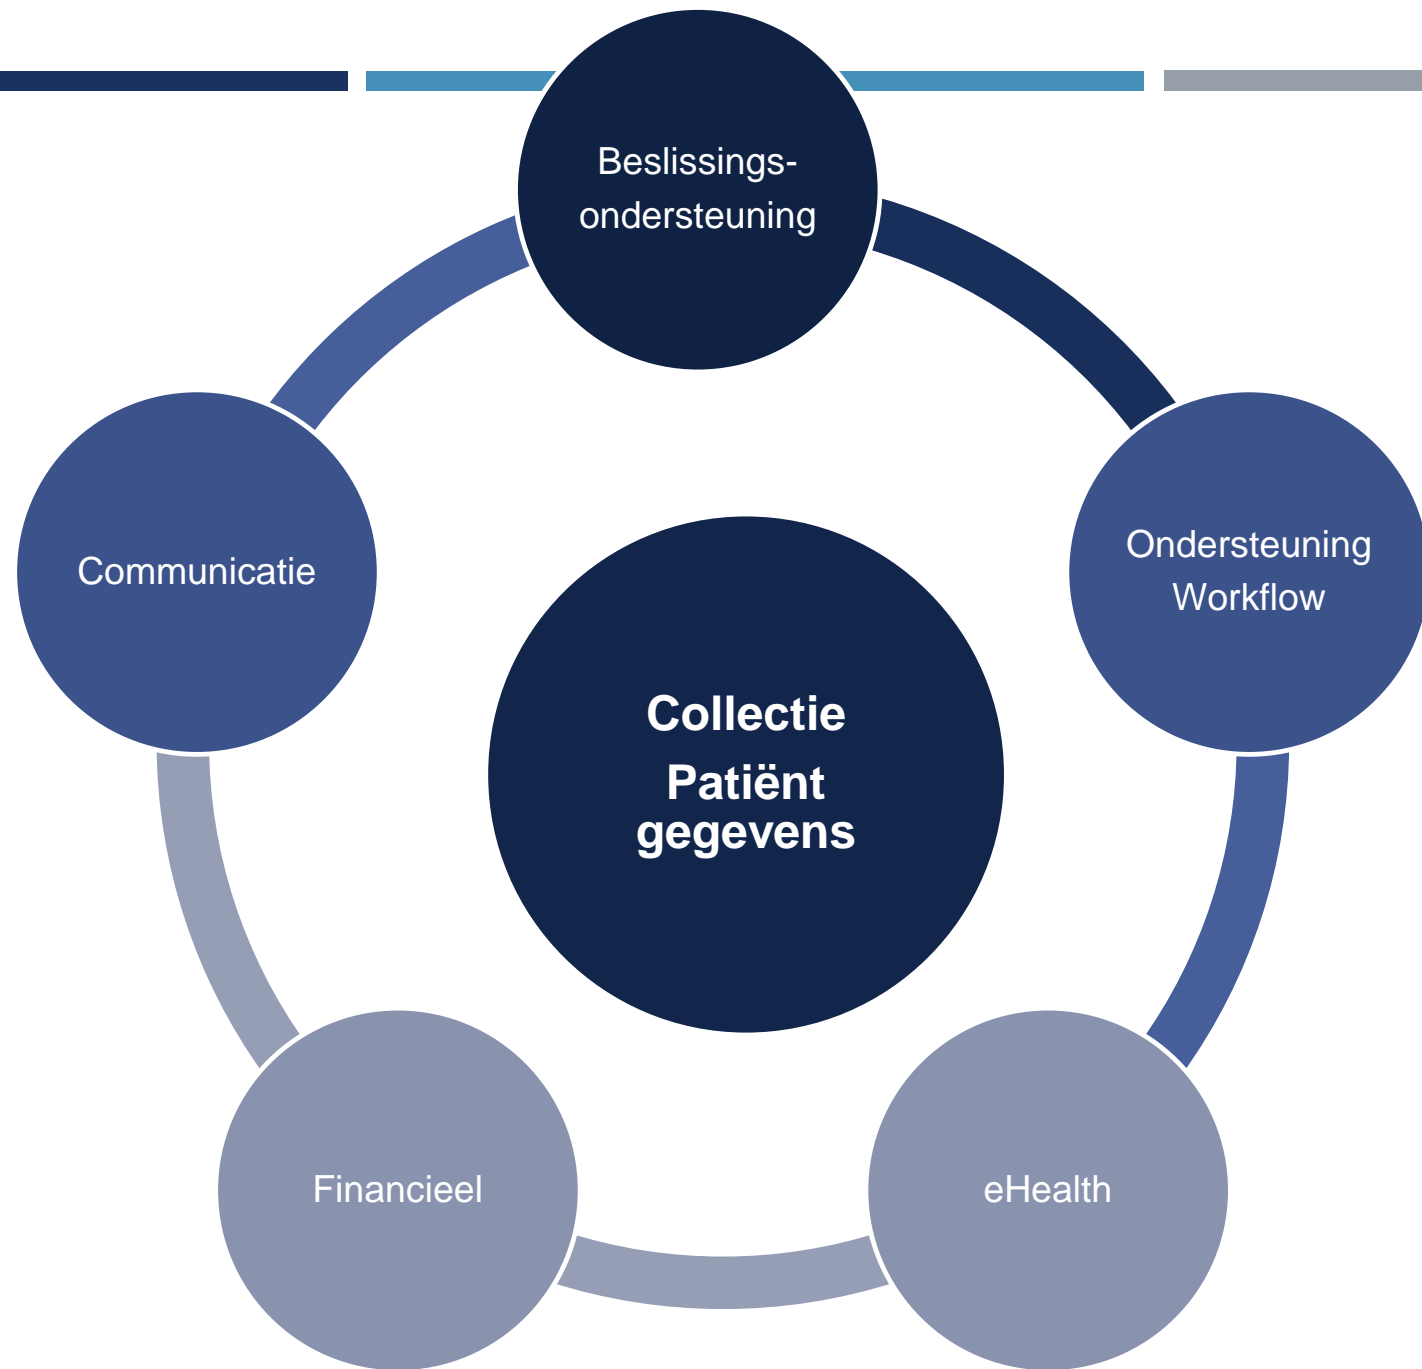 Beslissings-
ondersteuning
Communicatie
Ondersteuning
Workflow
Collectie
Patiënt
gegevens
Financieel
eHealth